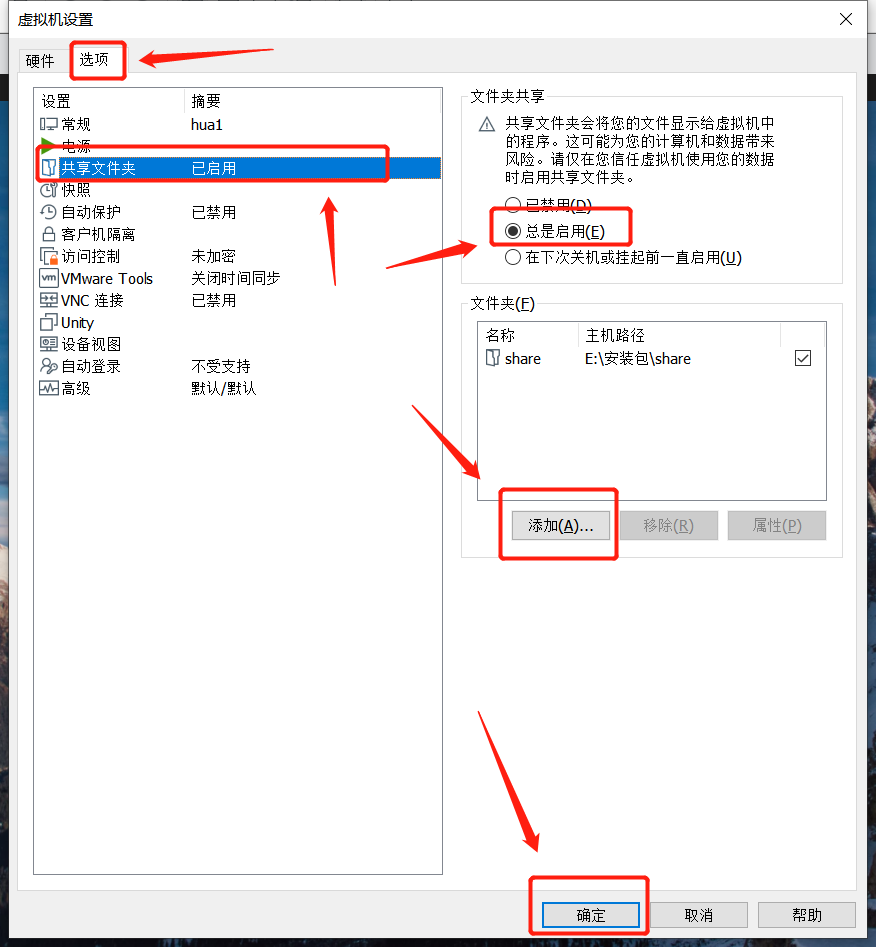 虚拟机设置
硬件 选项
设置 摘要
常规 hua1
电源
共享文件夹 已启用
快照
自动保护 已禁用
客户机隔离
访问控制 未加密
vm VMware Tools 关闭时间同步
VNC 连接 已禁用
Unity
设备视图
自动登录 不受支持
高级 默认/默认
文件夹共享
共享文件夹会将您的文件显示给虚拟机中
的程序。这可能为您的计算机和数据带来
风险。请仅在您信任虚拟机使用您的数据
时启用共享文件夹。
已禁用(D)
总是启用(E)
在下次关机或挂起前一直启用(U)
文件夹(F)
名称 主机路径
share E:\安装包\share
添加(A)... 移除(R) 属性(P)
确定 取消 帮助